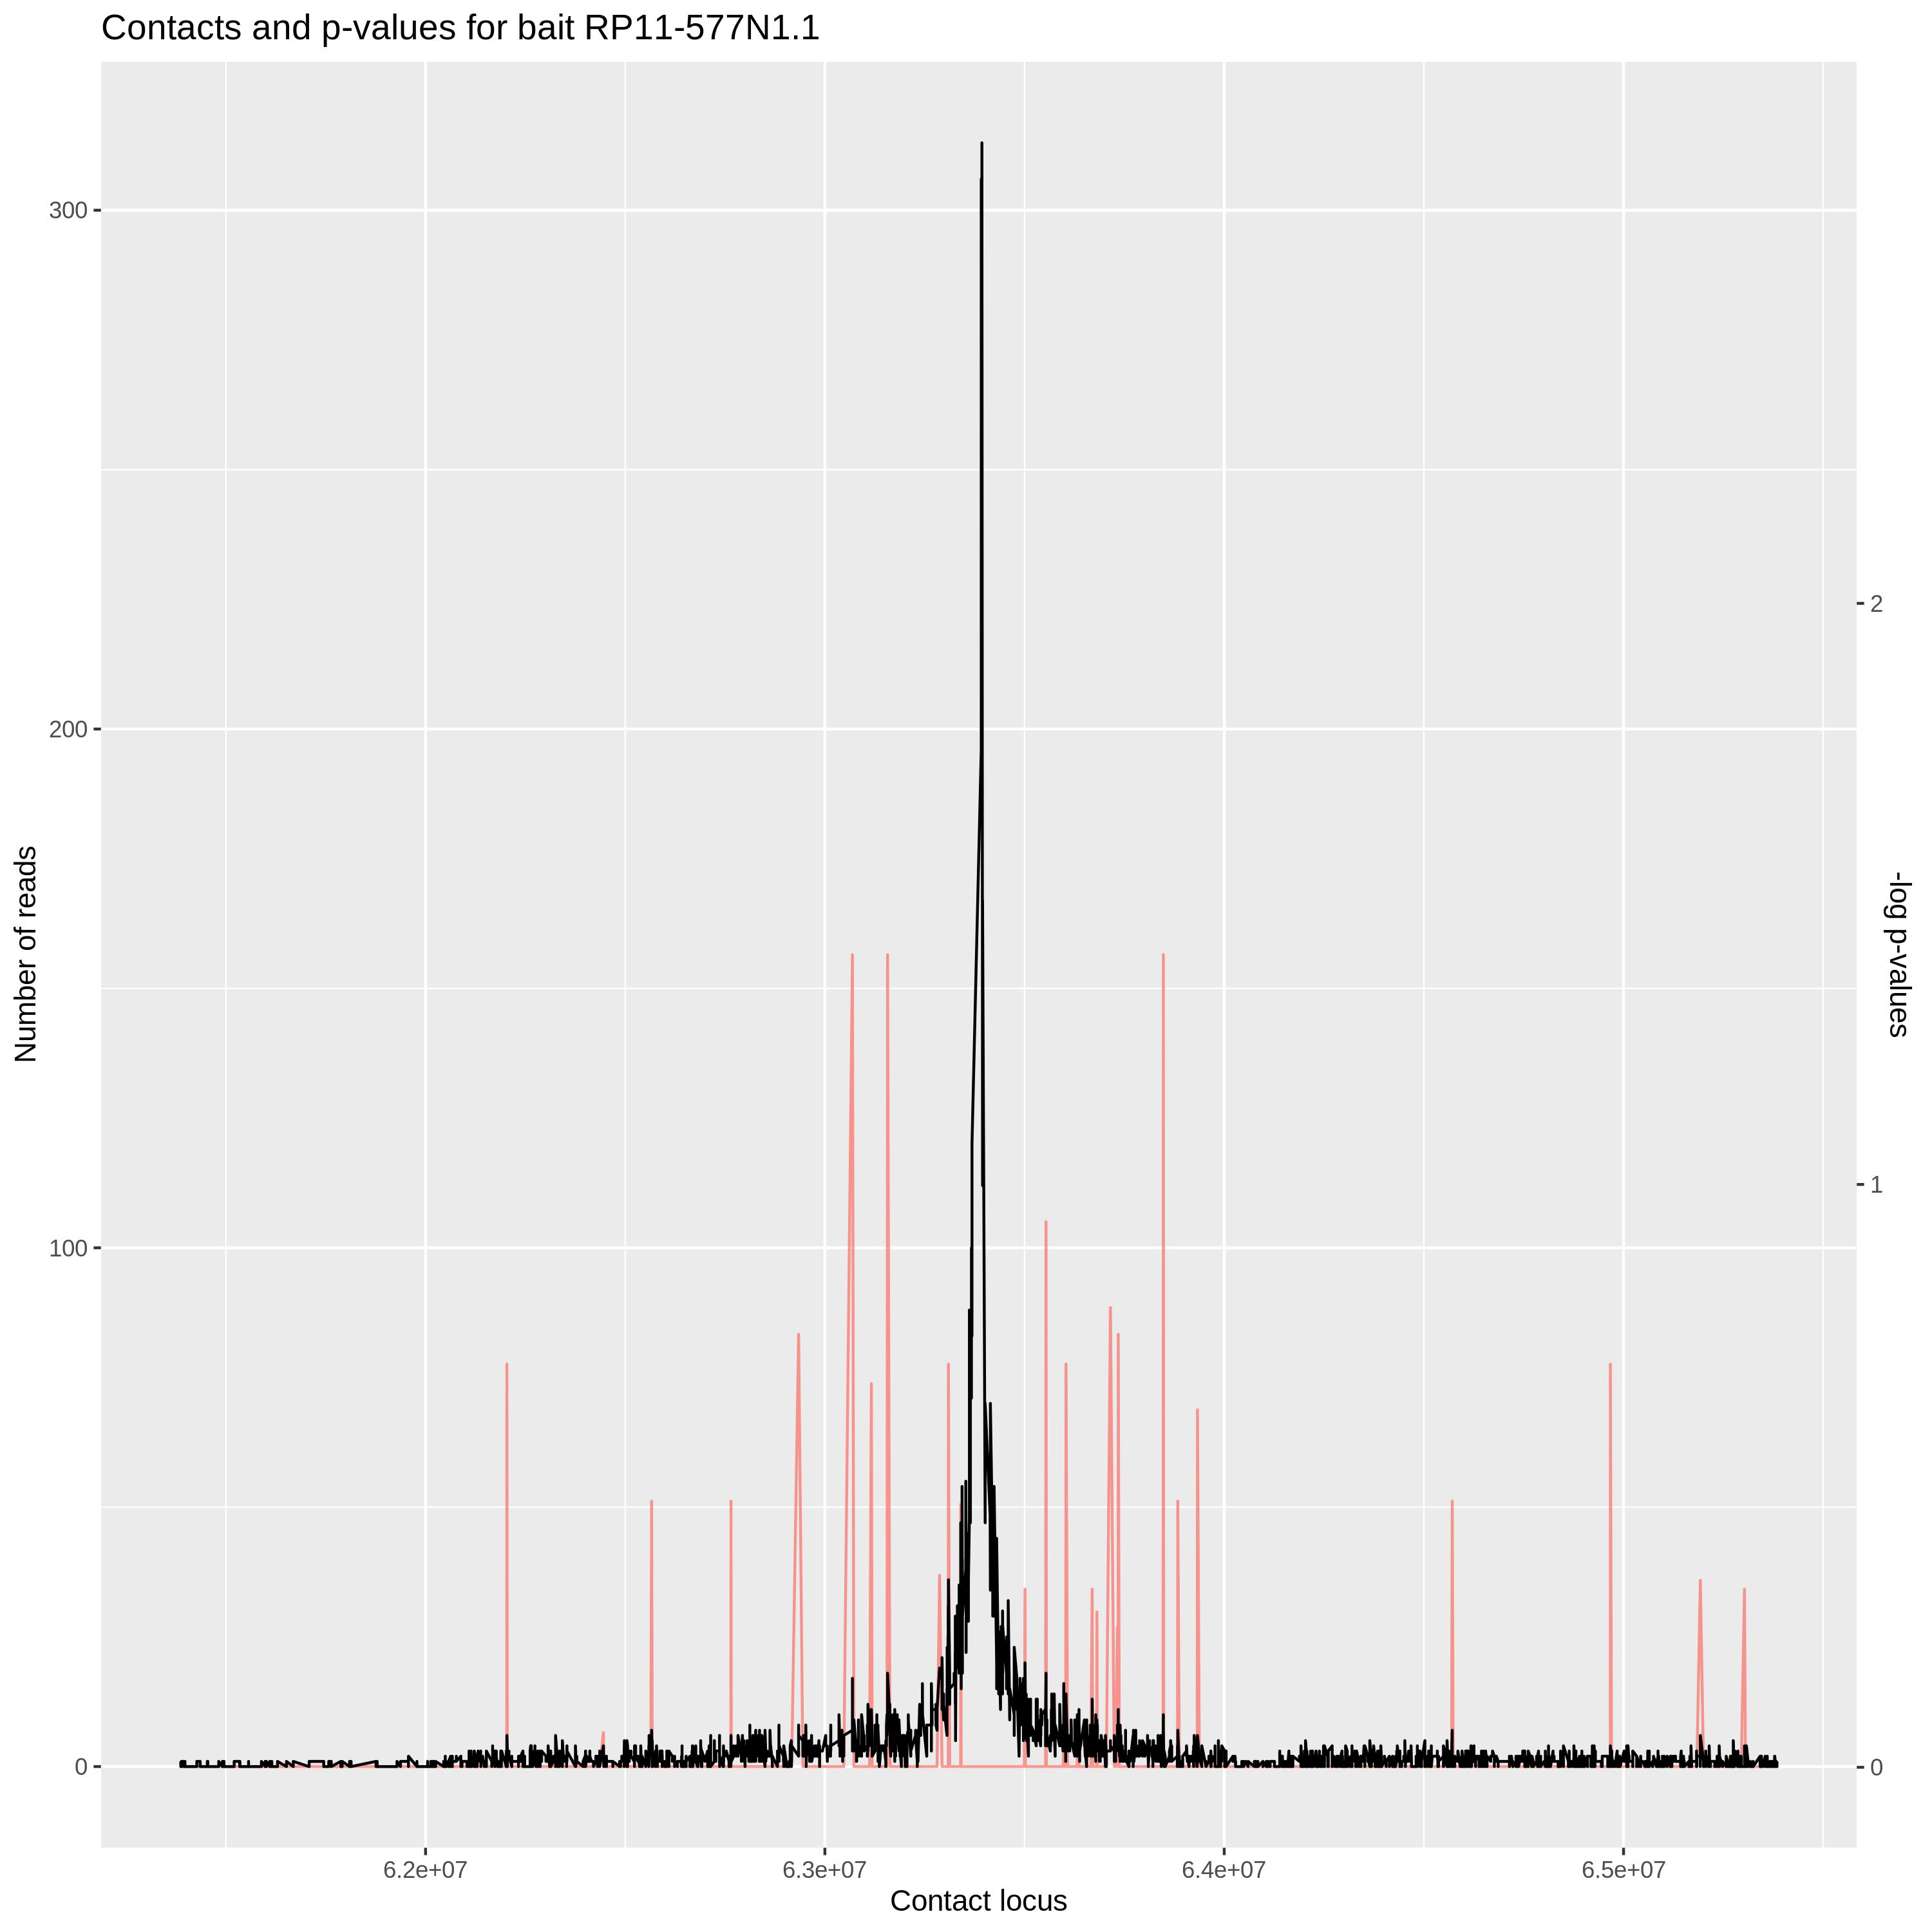 Contacts and p-values for bait RP11-577N1.1
300
200
100
0
Number of reads
2
1
0
-log p-values
6.2e+07
6.3e+07
6.4e+07
6.5e+07
Contact locus